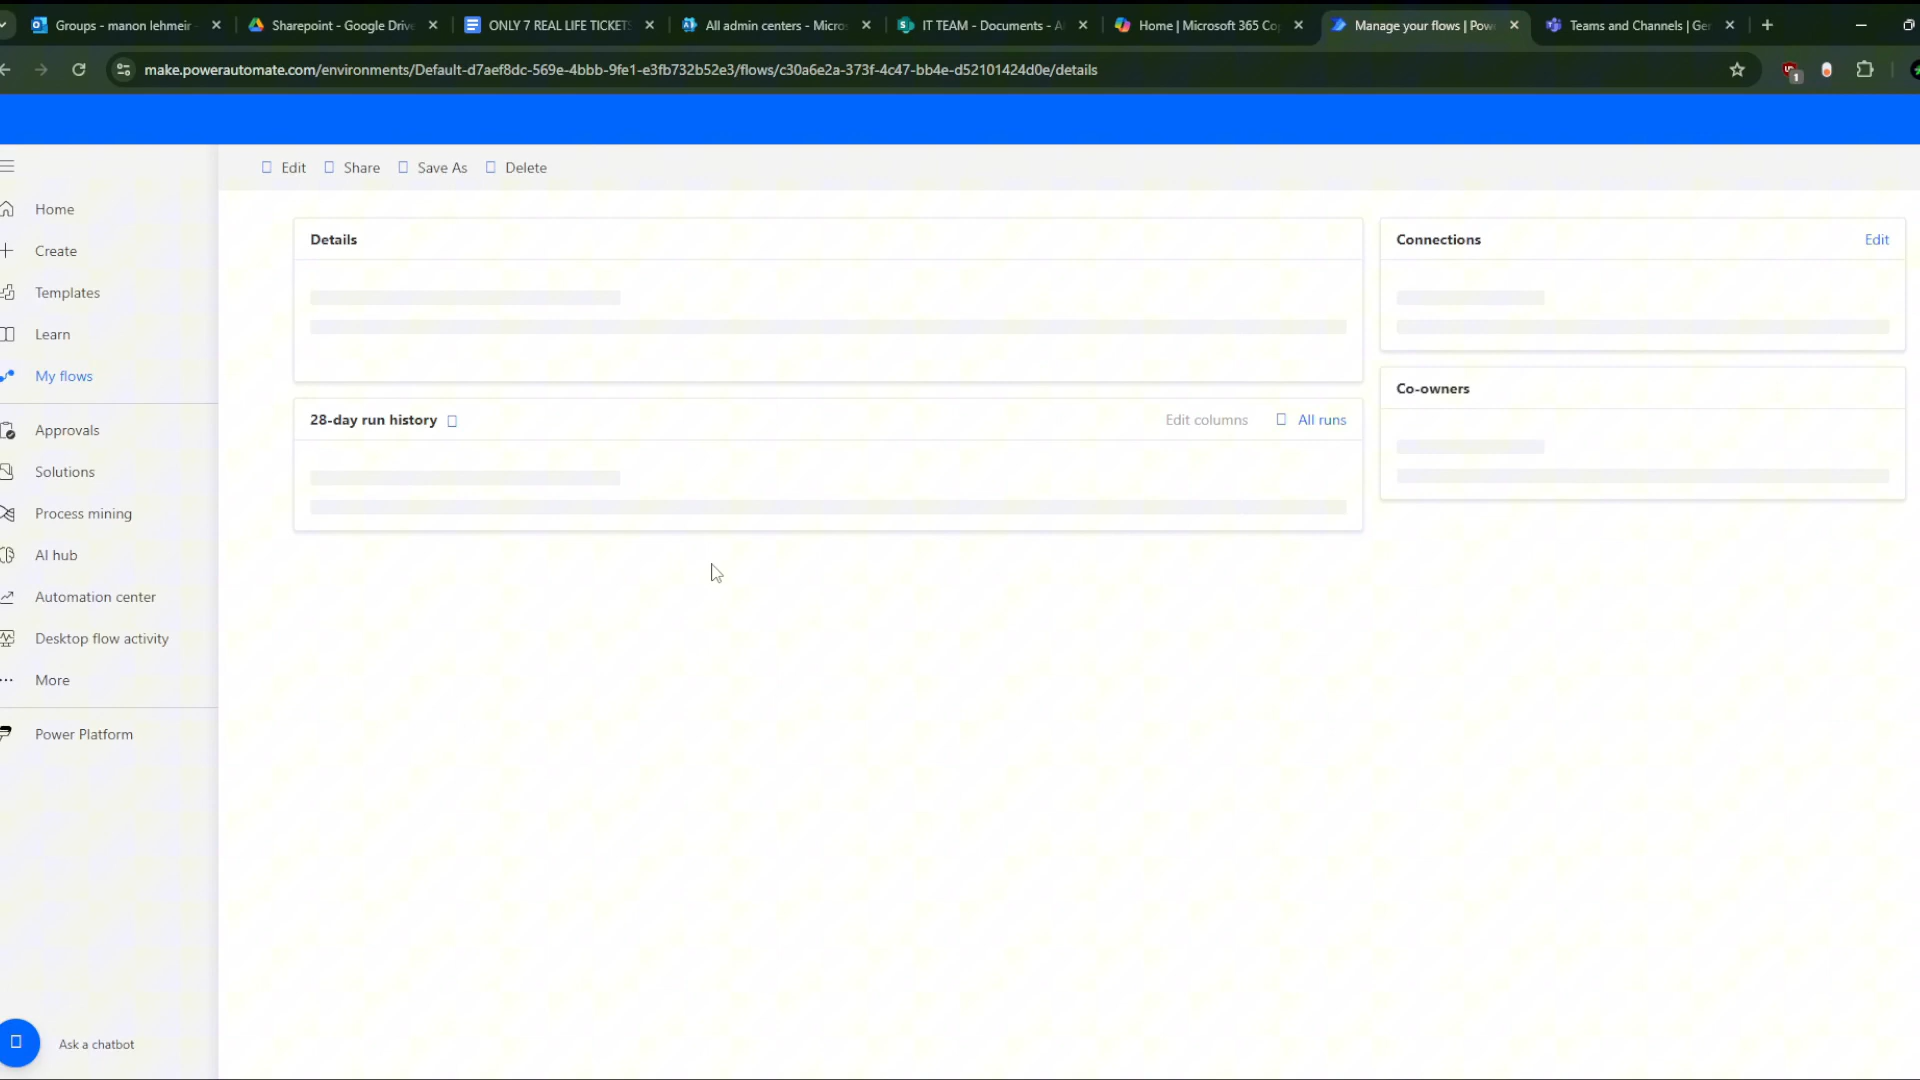 Groups - manon lehmeir
Sharepoint - Google Drive
ONLY 7 REAL LIFE TICKETS
All admin centers - Micros
IT TEAM - Documents - A
Home | Microsoft 365 Co
Manage your flows | Pow
Teams and Channels | Ge
make.powerautomate.com/environments/Default-d7aef8dc-569e-4bbb-9fe1-e3fb732b52e3/flows/c30a6e2a-373f-4c47-bb4e-d52101424d0e/details
1
Edit
Share
Save As
Delete
Home
Create
Templates
Learn
My flows
Approvals
Solutions
Process mining
AI hub
Automation center
Desktop flow activity
More
Power Platform
Ask a chatbot
Details
28-day run history
Edit columns
All runs
Connections
Edit
Co-owners